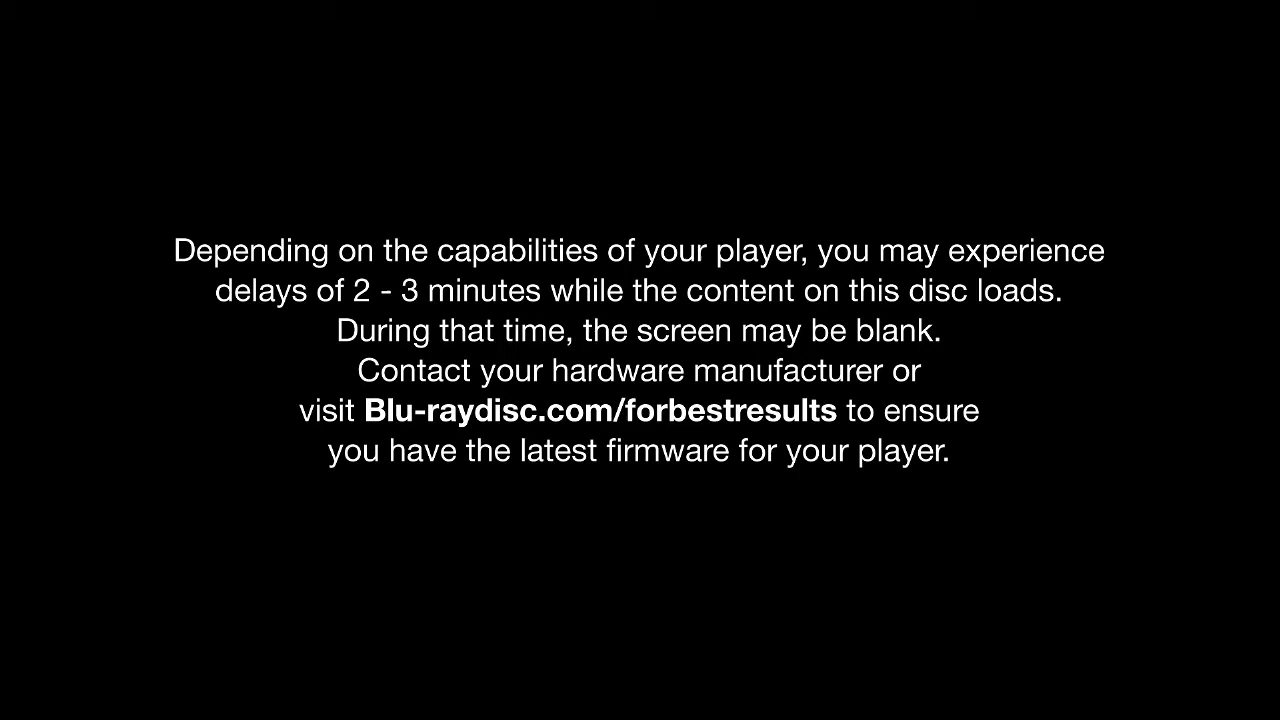 Depending on the capabilities of your player, you may experience
delays of 2 - 3 minutes while the content on this disc loads.
During that time, the screen may be blank.
Contact your hardware manufacturer or
visit Blu-raydisc.com/forbestresults to ensure
you have the latest firmware for your player.